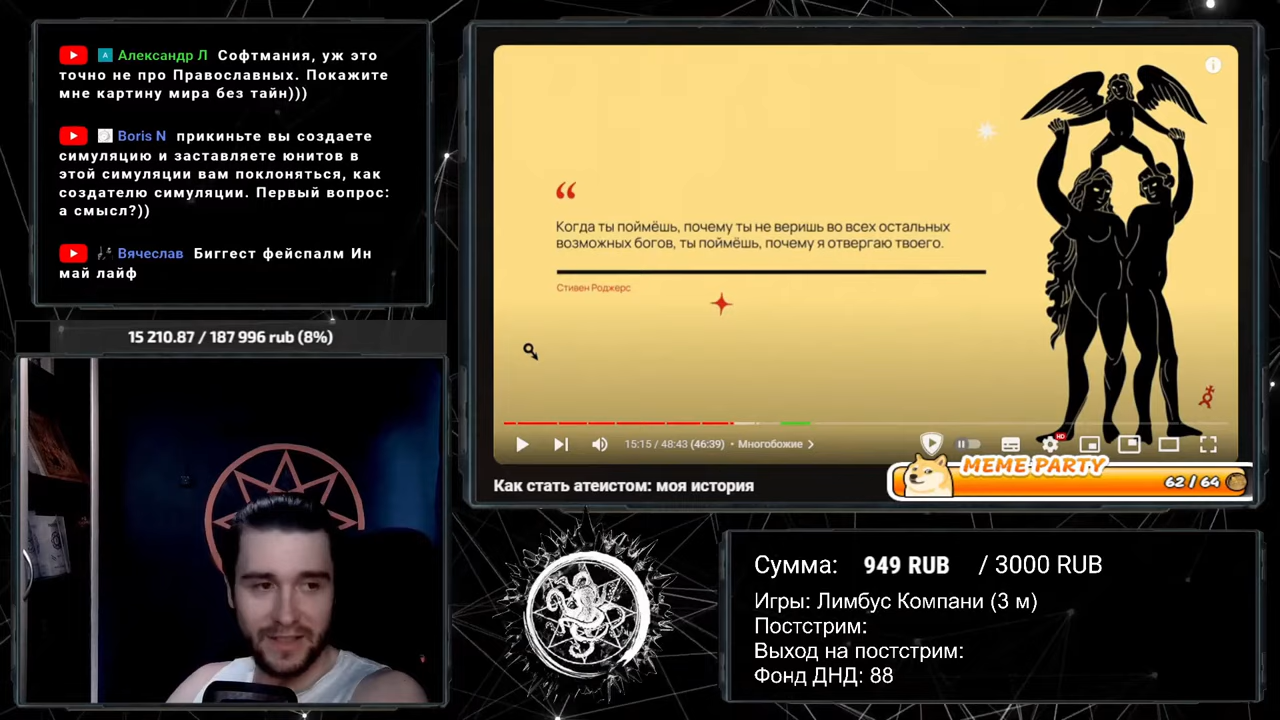 Александр Л Софтмания, уж это
точно не про Православных. Покажите
мне картину мира без тайн)))
Boris N прикиньте вы создаете
симуляцию и заставляете юнитов в
этой симуляции вам поклоняться, как
создателю симуляции. Первый вопрос:
а смысл?))
Вячеслав Биггест фейспалм Ин
май лайф
15 210.87 / 187 996 rub (8%)
“
Когда ты поймёшь, почему ты не веришь во всех остальных
возможных богов, ты поймёшь, почему я отвергаю твоего.
Стивен Роджерс
15:15 / 48:43 (46:39) • Многобожие
HD
MEME PARTY
62 / 64
Как стать атеистом: моя история
Сумма: 949 RUB / 3000 RUB
Игры: Лимбус Компани (3 м)
Постстрим:
Выход на постстрим:
Фонд ДНД: 88